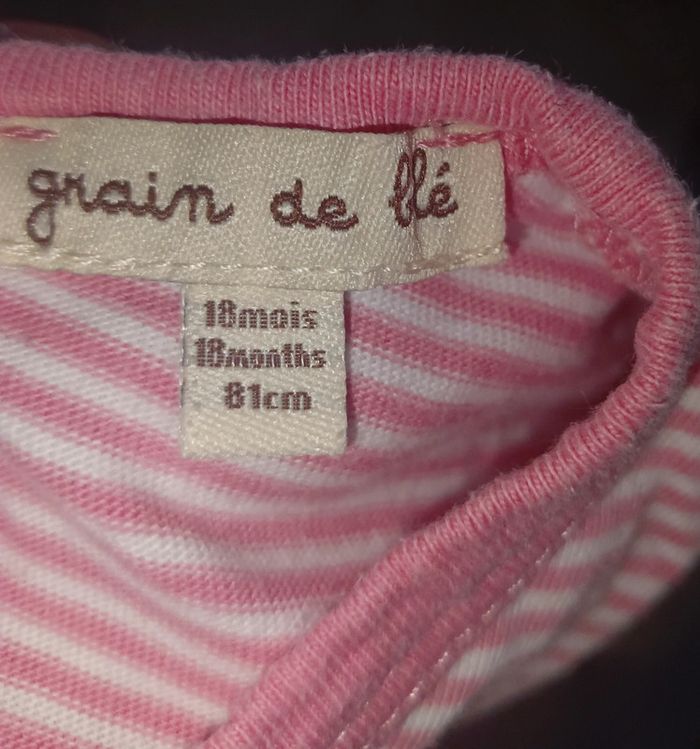 grain de blé
18mois
18months
81cm